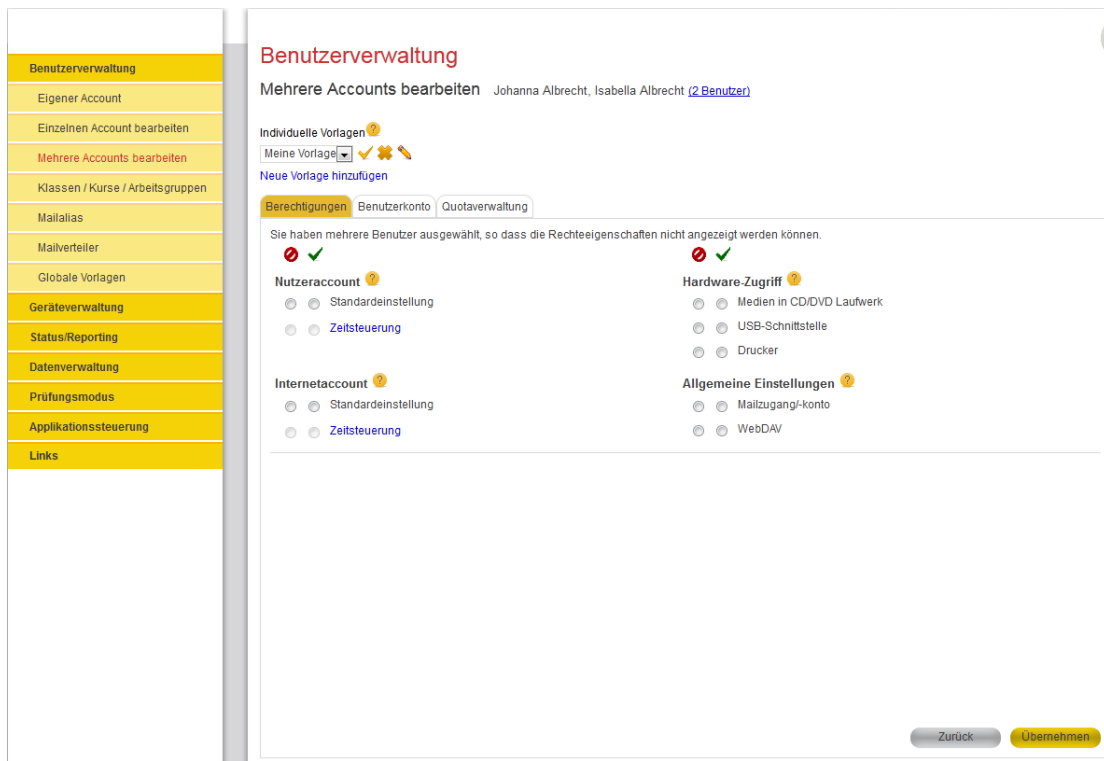 Benutzerverwaltung
Eigener Account
Einzelnen Account bearbeiten
Mehrere Accounts bearbeiten
Klassen / Kurse / Arbeitsgruppen
Mailalias
Mailverteiler
Globale Vorlagen
Geräteverwaltung
Status/Reporting
Datenverwaltung
Prüfungsmodus
Applikationssteuerung
Links
Benutzerverwaltung
Mehrere Accounts bearbeiten Johanna Albrecht, Isabella Albrecht (2 Benutzer)
Individuelle Vorlagen ?
Meine Vorlage
Neue Vorlage hinzufügen
Berechtigungen Benutzerkonto Quotaverwaltung
Sie haben mehrere Benutzer ausgewählt, so dass die Rechteeigenschaften nicht angezeigt werden können.
Nutzeraccount ?
Standardeinstellung
Zeitsteuerung
Internetaccount ?
Standardeinstellung
Zeitsteuerung
Hardware-Zugriff ?
Medien in CD/DVD Laufwerk
USB-Schnittstelle
Drucker
Allgemeine Einstellungen ?
Mailzugang/-konto
WebDAV
Zurück Übernehmen